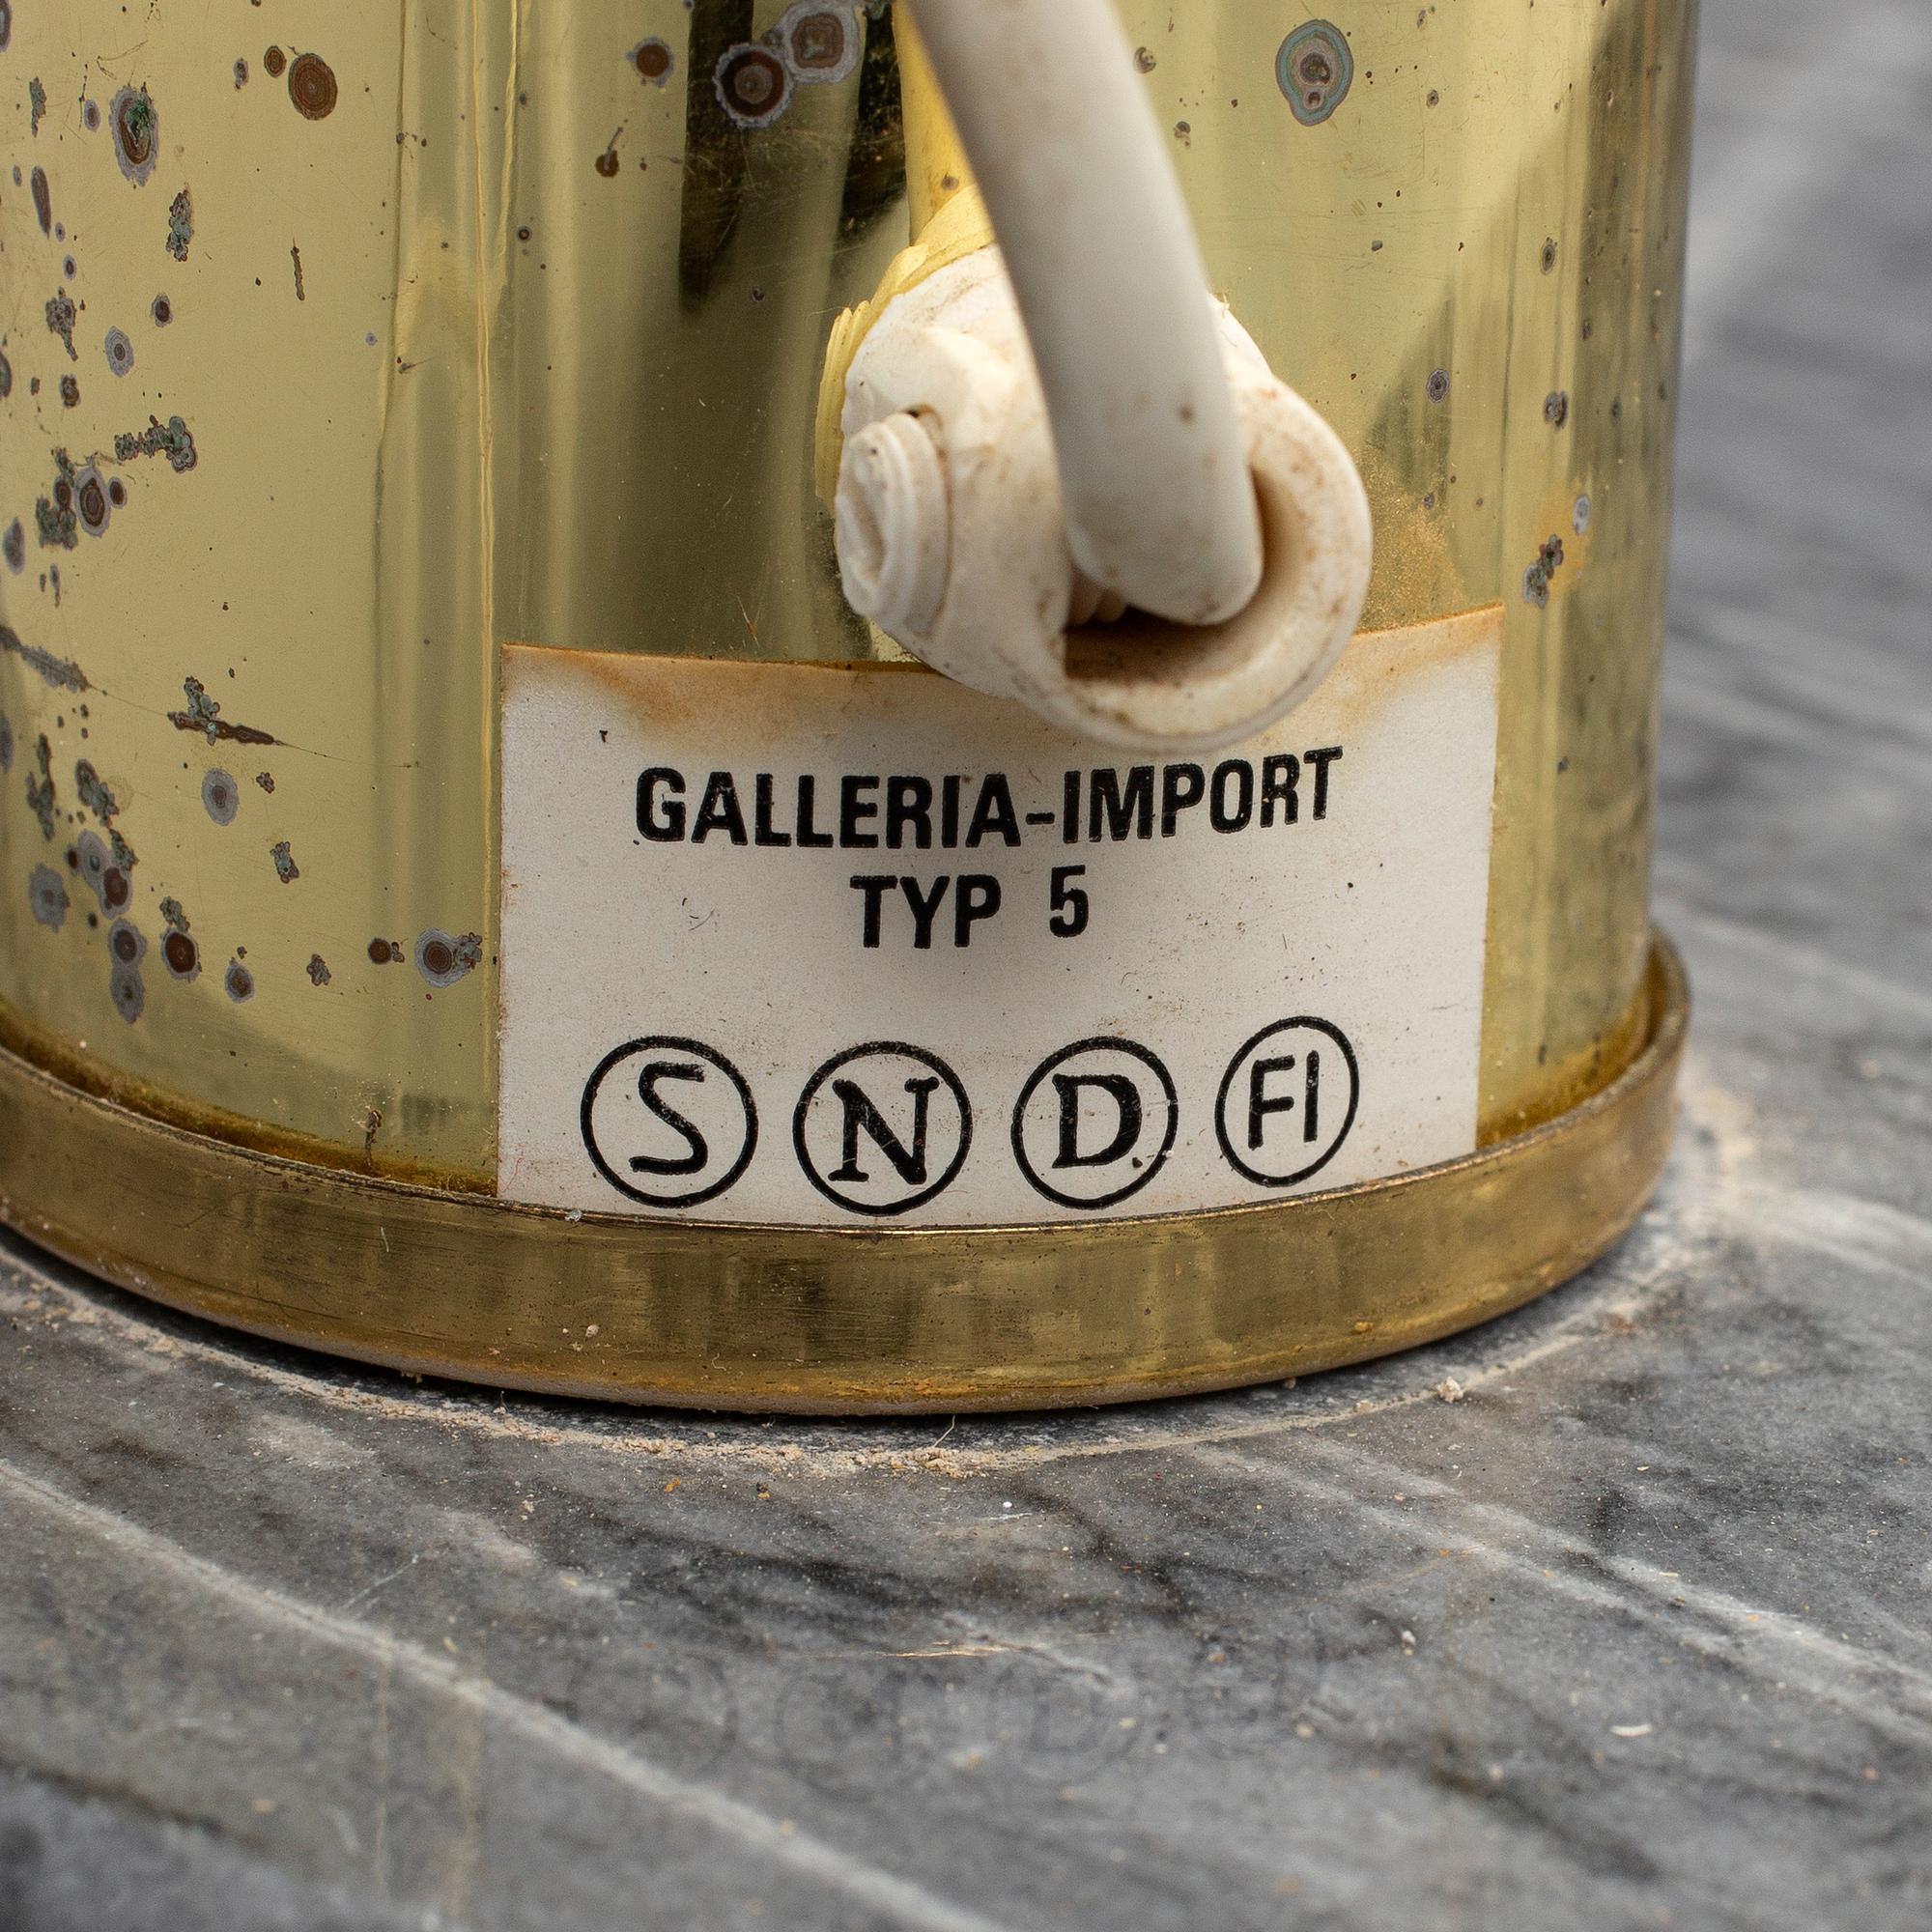 GALLERIA-IMPORT
TYP 5
S N D FI